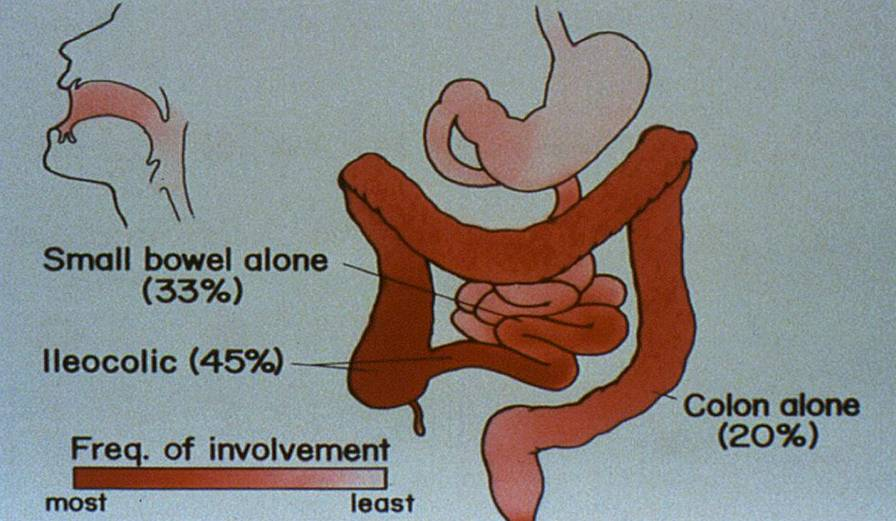 Small bowel alone
(33%)
Ileocolic (45%)
Colon alone
(20%)
Freq. of involvement
most
least